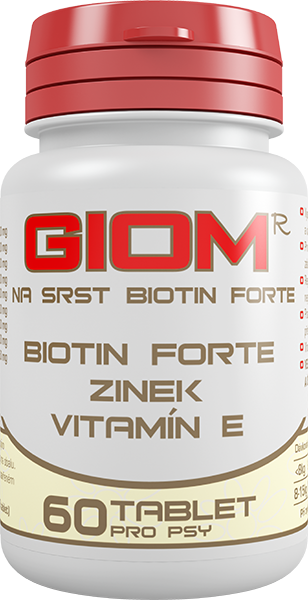 GIOM R
NA SRST BIOTIN FORTE
BIOTIN FORTE
ZINEK
VITAMÍN E
60 TABLET
PRO PSY